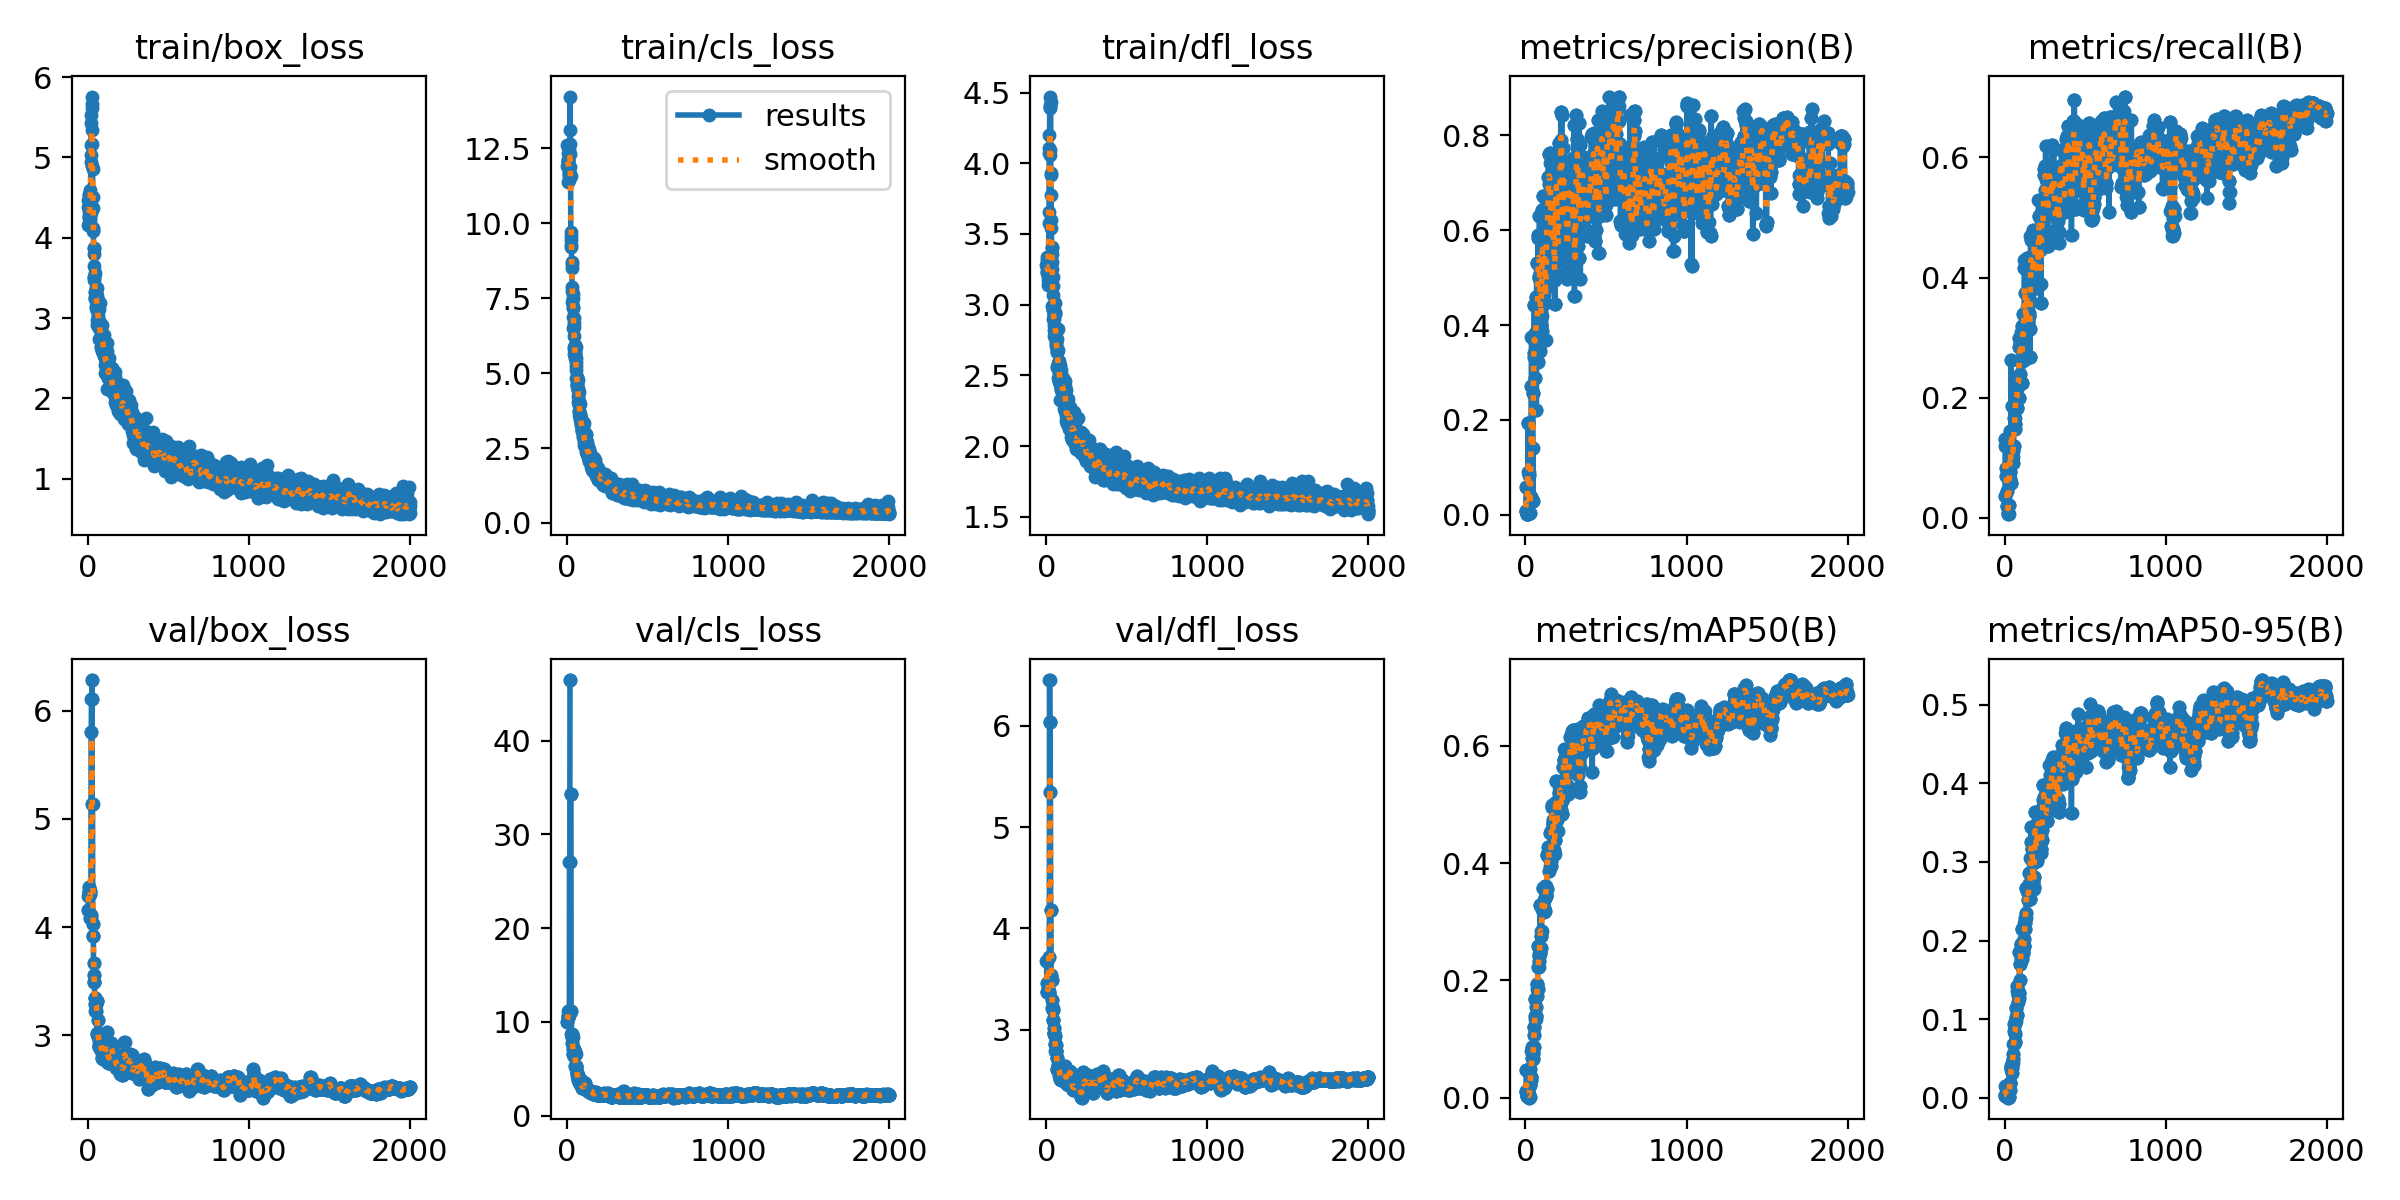 train/box_loss
6
5
4
3
2
1
0 1000 2000
train/cls_loss
results
smooth
12.5
10.0
7.5
5.0
2.5
0.0
0 1000 2000
train/dfl_loss
4.5
4.0
3.5
3.0
2.5
2.0
1.5
0 1000 2000
metrics/precision(B)
0.8
0.6
0.4
0.2
0.0
0 1000 2000
metrics/recall(B)
0.6
0.4
0.2
0.0
0 1000 2000
val/box_loss
6
5
4
3
0 1000 2000
val/cls_loss
40
30
20
10
0
0 1000 2000
val/dfl_loss
6
5
4
3
0 1000 2000
metrics/mAP50(B)
0.6
0.4
0.2
0.0
0 1000 2000
metrics/mAP50-95(B)
0.5
0.4
0.3
0.2
0.1
0.0
0 1000 2000